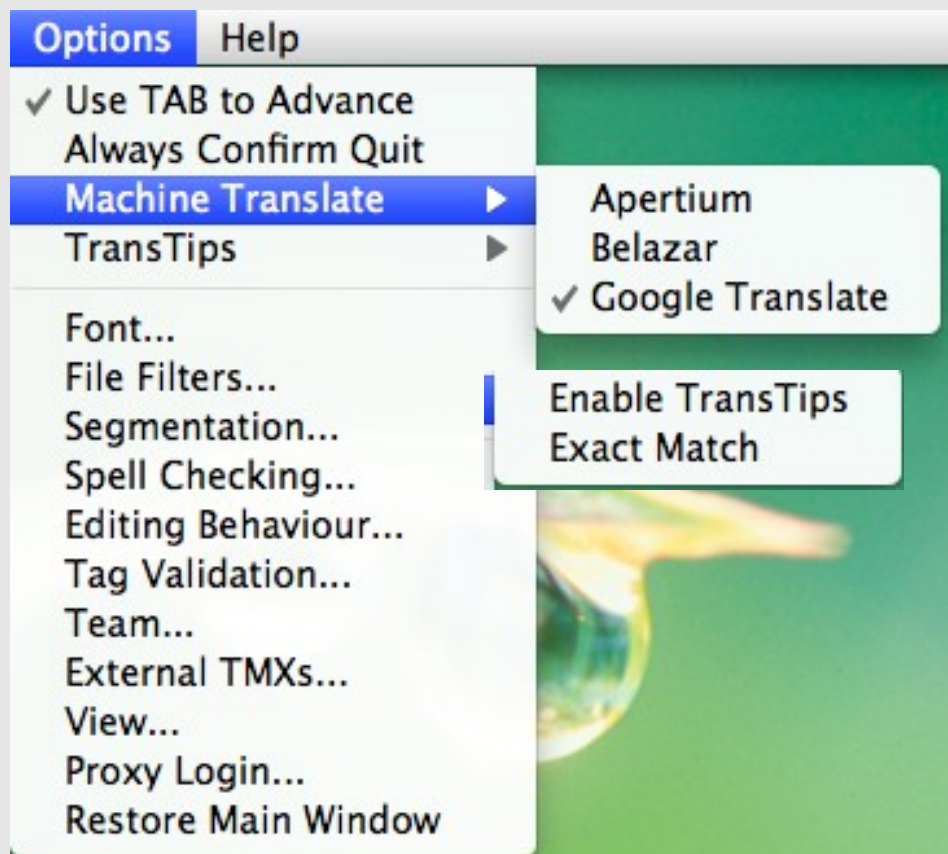 Options Help
✓ Use TAB to Advance
Always Confirm Quit
Machine Translate ▶
TransTips ▶
Apertium
Belazar
✓ Google Translate
Enable TransTips
Exact Match
Font...
File Filters...
Segmentation...
Spell Checking...
Editing Behaviour...
Tag Validation...
Team...
External TMXs...
View...
Proxy Login...
Restore Main Window